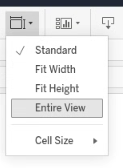 Standard
Fit Width
Fit Height
Entire View
Cell Size